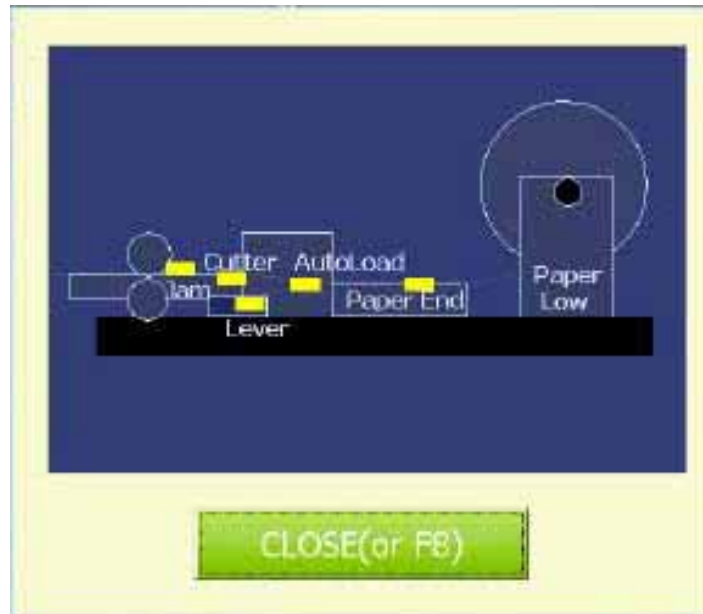 Cutter AutoLoad
Jam
Paper End
Lever
Paper
Low
CLOSE(or F8)